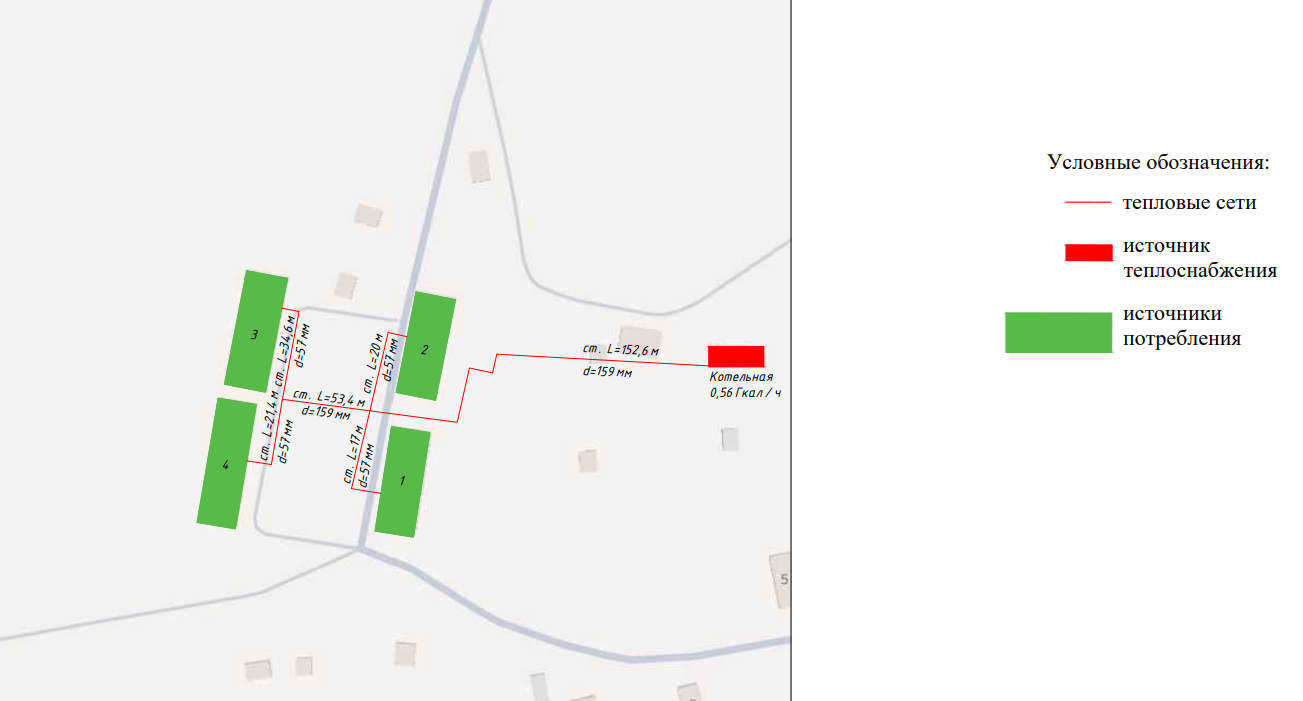 Условные обозначения:
тепловые сети
источник
теплоснабжения
источники
потребления
3
ст. L=34,6 м
d=57 мм
2
ст. L=20 м
d=57 мм
ст. L=152,6 м
d=159 мм
Котельная
0,56 Гкал / ч
ст. L=53,4 м
d=159 мм
4
ст. L=21,4 м
d=57 мм
ст. L=17 м
d=57 мм
1
5